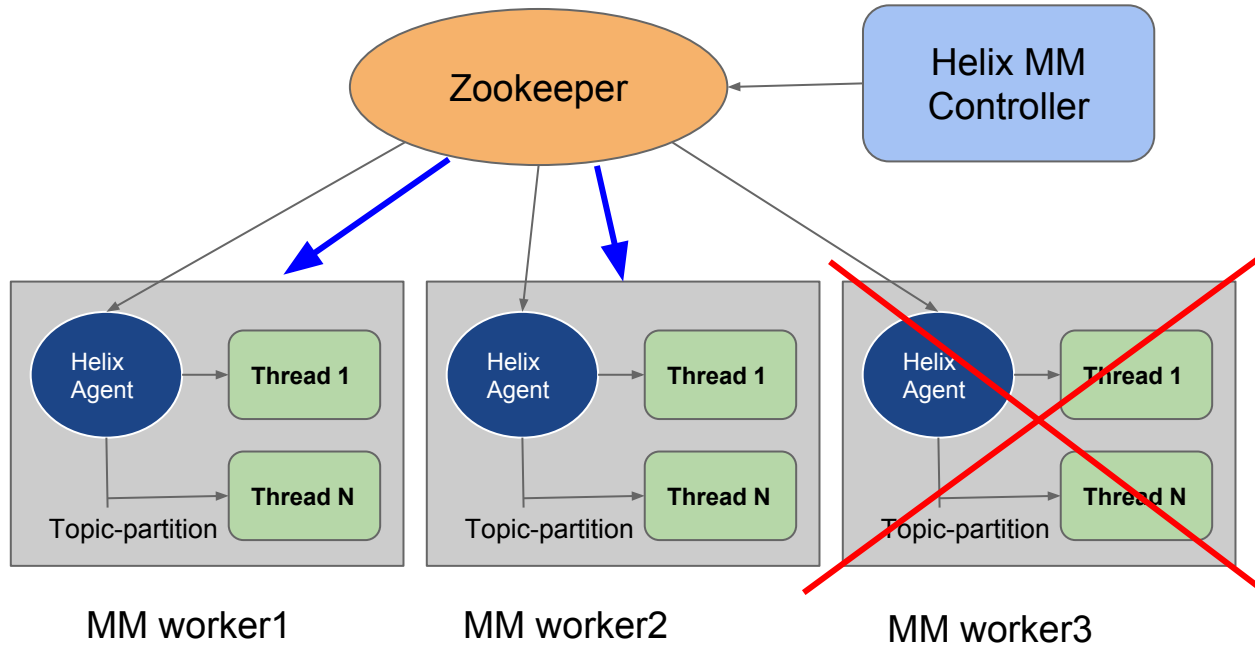 Zookeeper
Helix MM
Controller
Helix
Agent
Thread 1
Thread N
Topic-partition
Helix
Agent
Thread 1
Thread N
Topic-partition
Helix
Agent
Thread 1
Thread N
Topic-partition
MM worker1
MM worker2
MM worker3